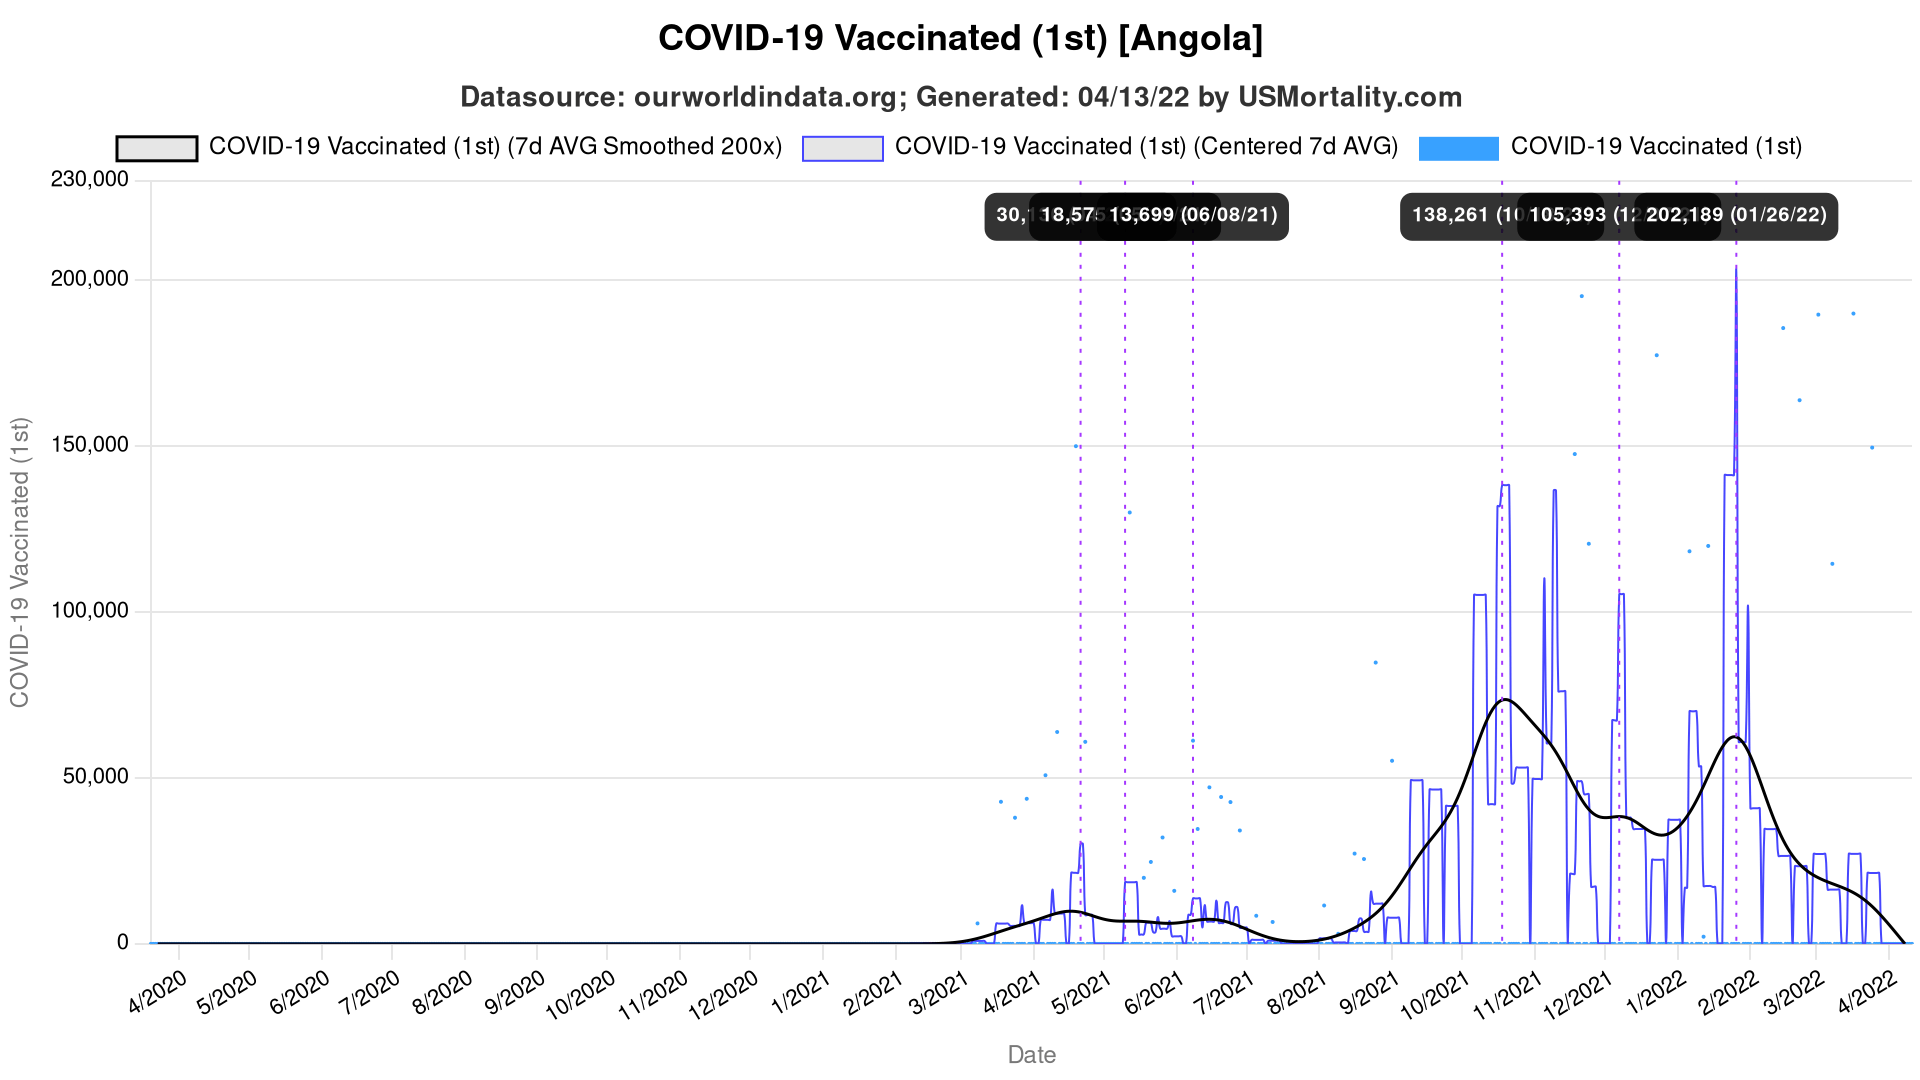 COVID-19 Vaccinated (1st) [Angola]
Datasource: ourworldindata.org; Generated: 04/13/22 by USMortality.com
COVID-19 Vaccinated (1st) (7d AVG Smoothed 200x) COVID-19 Vaccinated (1st) (Centered 7d AVG) COVID-19 Vaccinated (1st)
230,000
18,575 13,699 (06/08/21) 138,261 105,393 202,189 (01/26/22)
200,000
150,000
100,000
50,000
0
COVID-19 Vaccinated (1st)
4/2020 5/2020 6/2020 7/2020 8/2020 9/2020 10/2020 11/2020 12/2020 1/2021 2/2021 3/2021 4/2021 5/2021 6/2021 7/2021 8/2021 9/2021 10/2021 11/2021 12/2021 1/2022 2/2022 3/2022 4/2022
Date